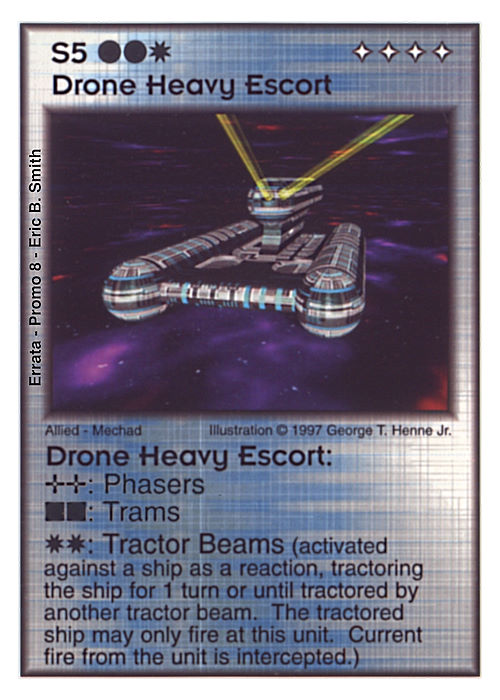 S5
Drone Heavy Escort
Errata - Promo 8 - Eric B. Smith
Allied - Mechad
Illustration © 1997 George T. Henne Jr.
Drone Heavy Escort:
: Phasers
: Trams
: Tractor Beams (activated
against a ship as a reaction, tractoring
the ship for 1 turn or until tractored by
another tractor beam. The tractored
ship may only fire at this unit. Current
fire from the unit is intercepted.)